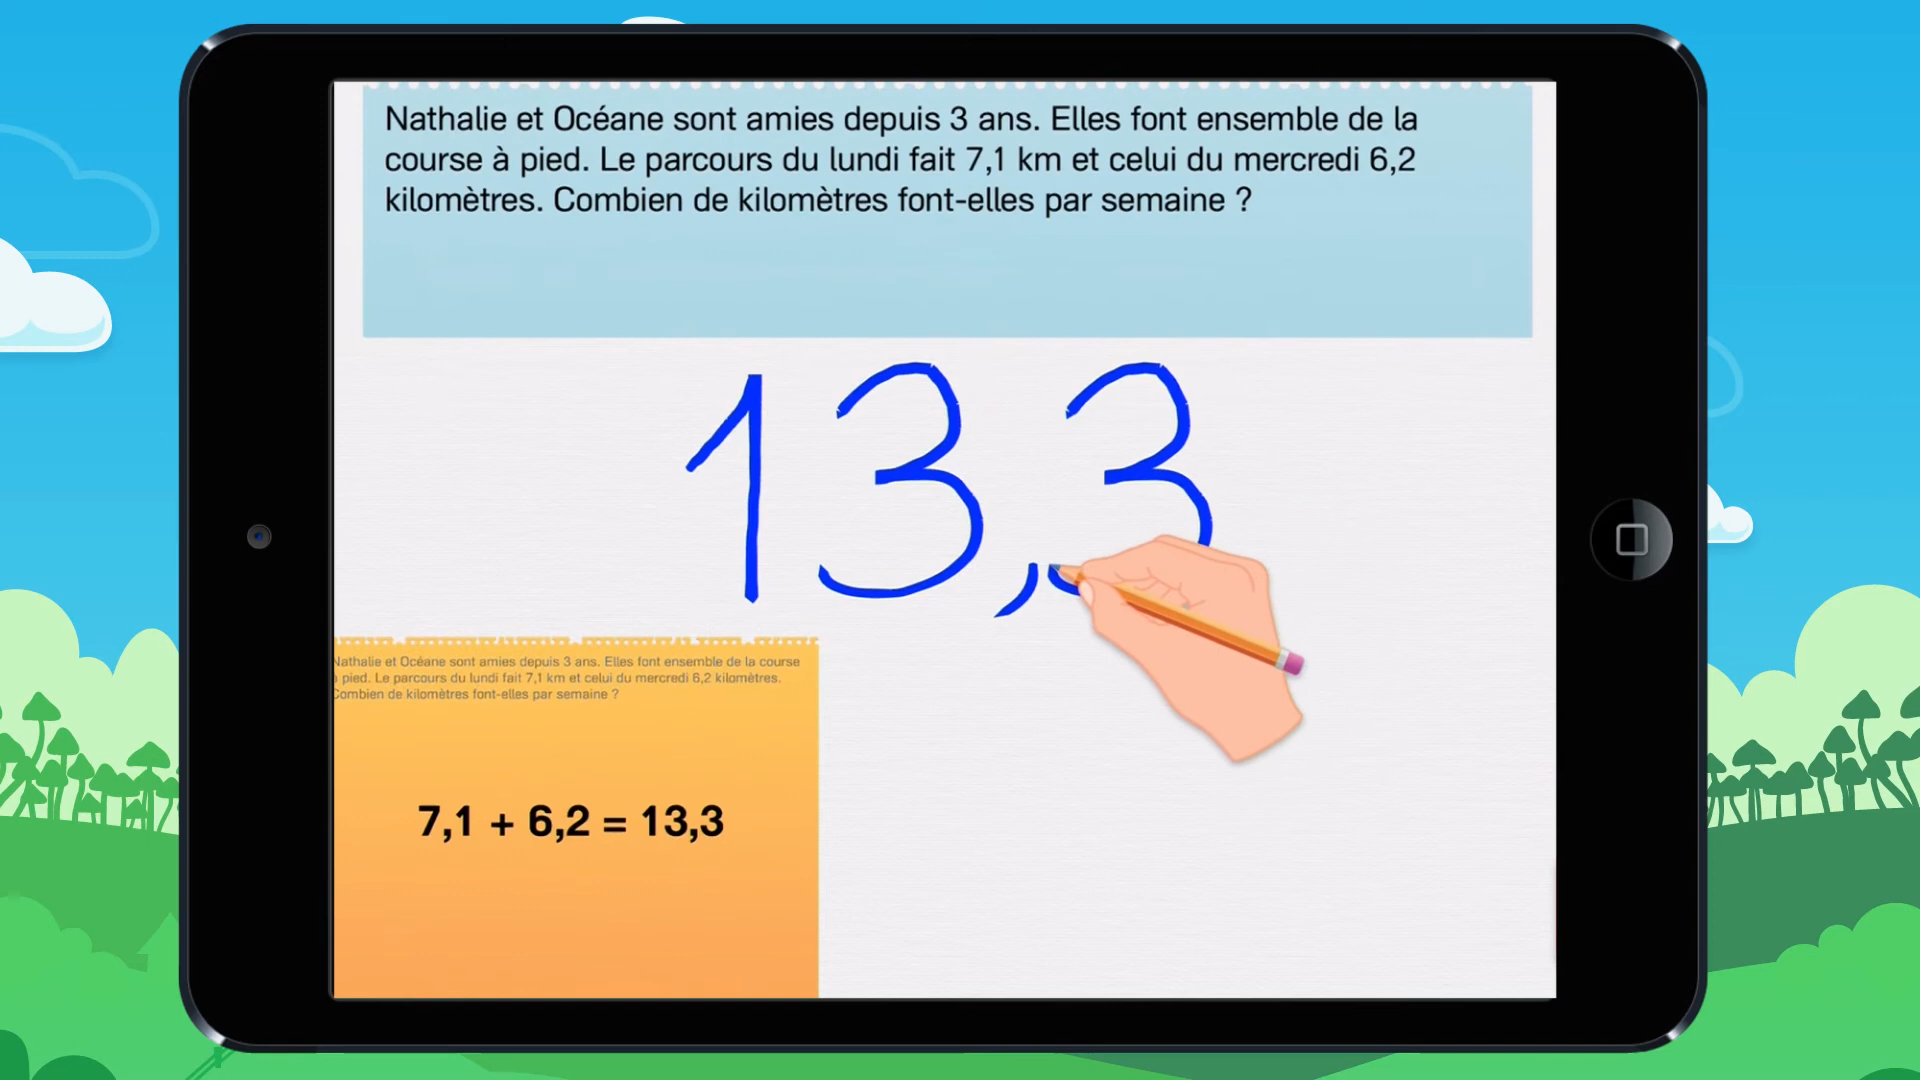 Nathalie et Océane sont amies depuis 3 ans. Elles font ensemble de la
course à pied. Le parcours du lundi fait 7,1 km et celui du mercredi 6,2
kilomètres. Combien de kilomètres font-elles par semaine ?
13,3
Nathalie et Océane sont amies depuis 3 ans. Elles font ensemble de la course
à pied. Le parcours du lundi fait 7,1 km et celui du mercredi 6,2 kilomètres.
Combien de kilomètres font-elles par semaine ?
7,1 + 6,2 = 13,3